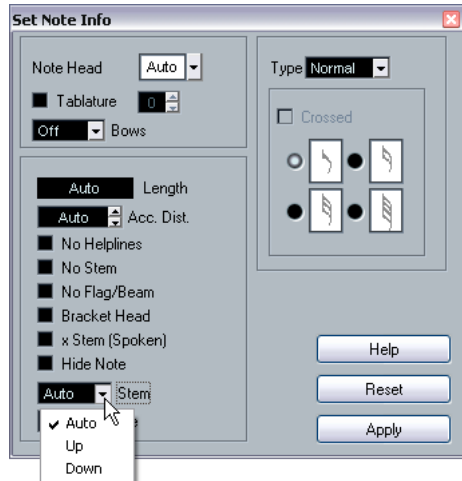 Set Note Info
Note Head Auto
Tablature 0
Off Bows
Auto Length
Auto Acc. Dist.
No Helplines
No Stem
No Flag/Beam
Bracket Head
x Stem (Spoken)
Hide Note
Auto Stem
Auto
Up
Down
Type Normal
Crossed
Help
Reset
Apply